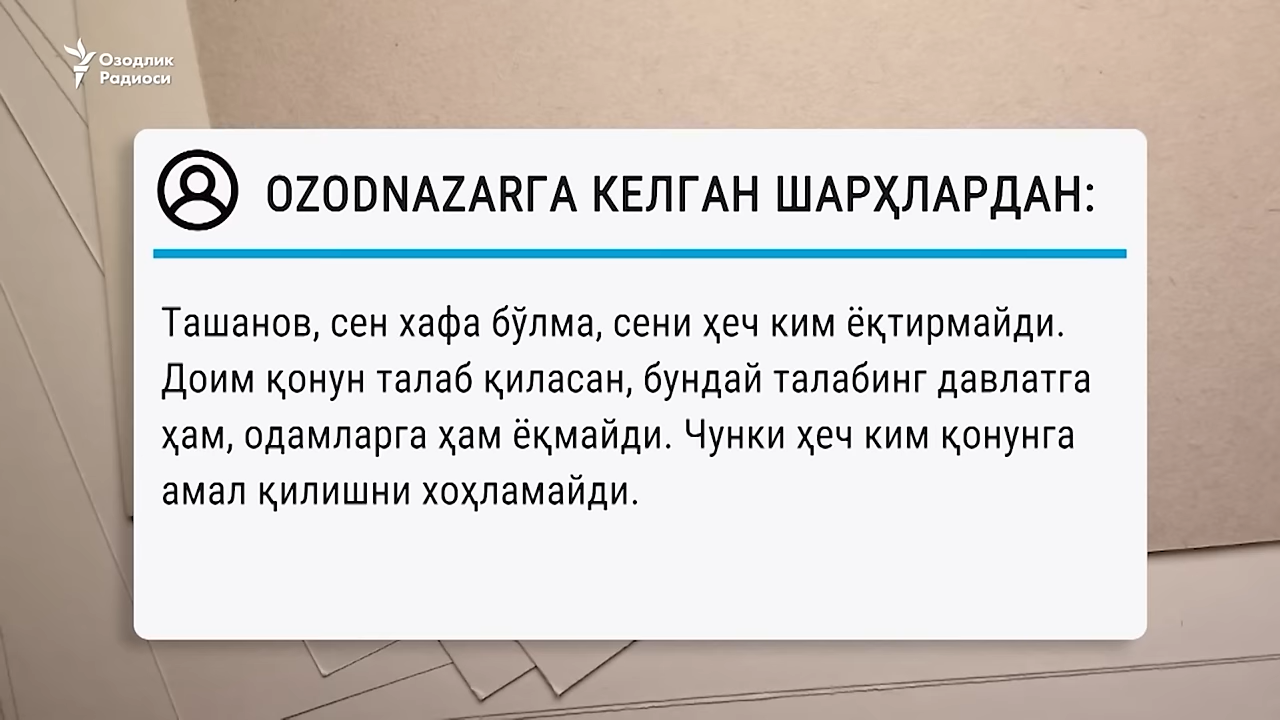 Озодлик
Радиоси
OZODNAZARГА КЕЛГАН ШАРҲЛАРДАН:
Ташанов, сен хафа бўлма, сени ҳеч ким ёқтирмайди.
Доим қонун талаб қиласан, бундай талабинг давлатга
ҳам, одамларга ҳам ёқмайди. Чунки ҳеч ким қонунга
амал қилишни хоҳламайди.